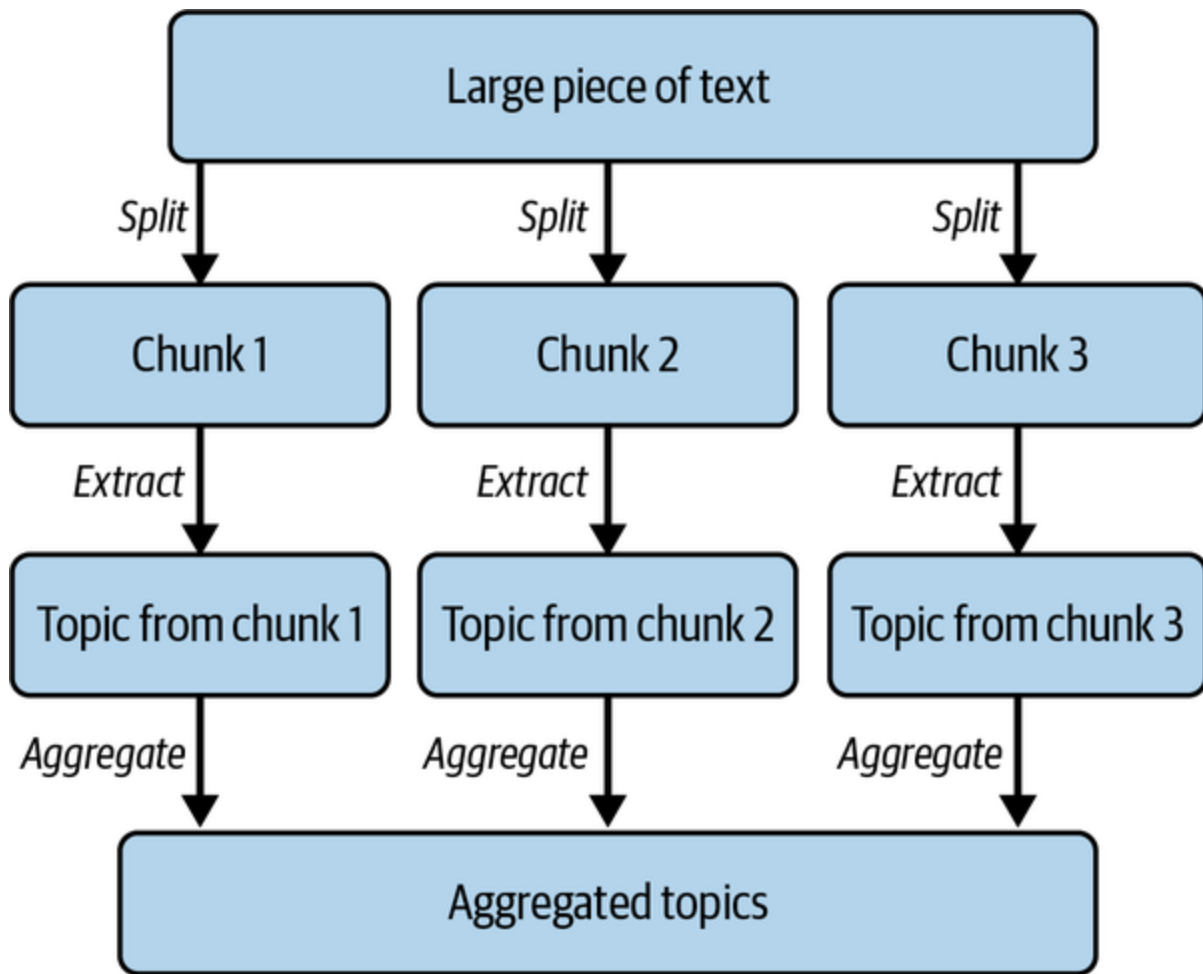 Large piece of text
Split Split Split
Chunk 1 Chunk 2 Chunk 3
Extract Extract Extract
Topic from chunk 1 Topic from chunk 2 Topic from chunk 3
Aggregate Aggregate Aggregate
Aggregated topics